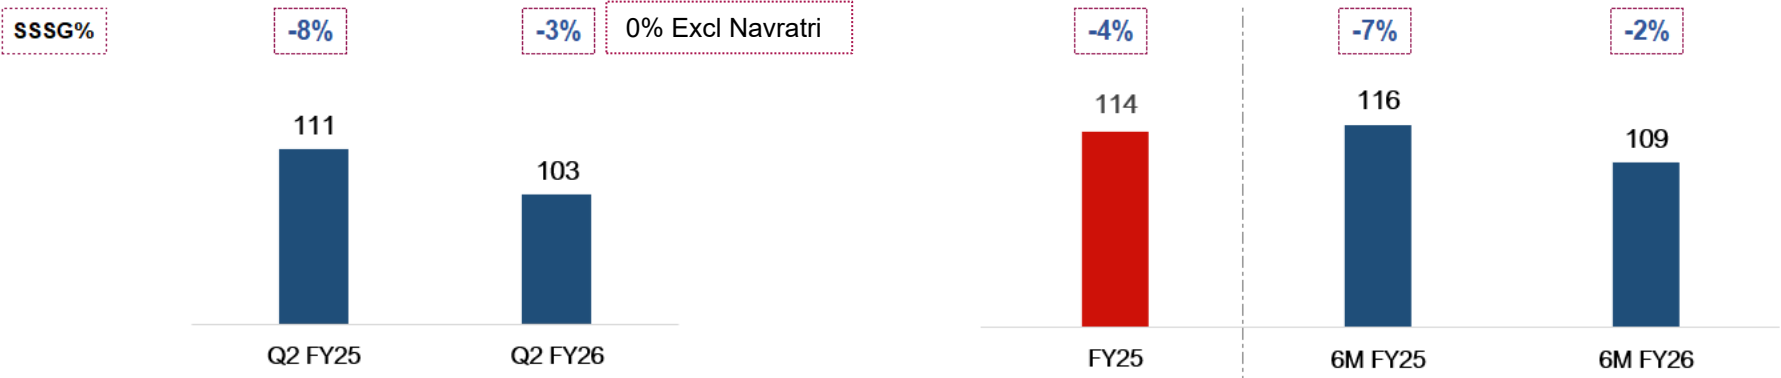 SSSG% -8% -3% 0% Excl Navratri -4% -7% -2%
111 103 114 116 109
Q2 FY25 Q2 FY26 FY25 6M FY25 6M FY26